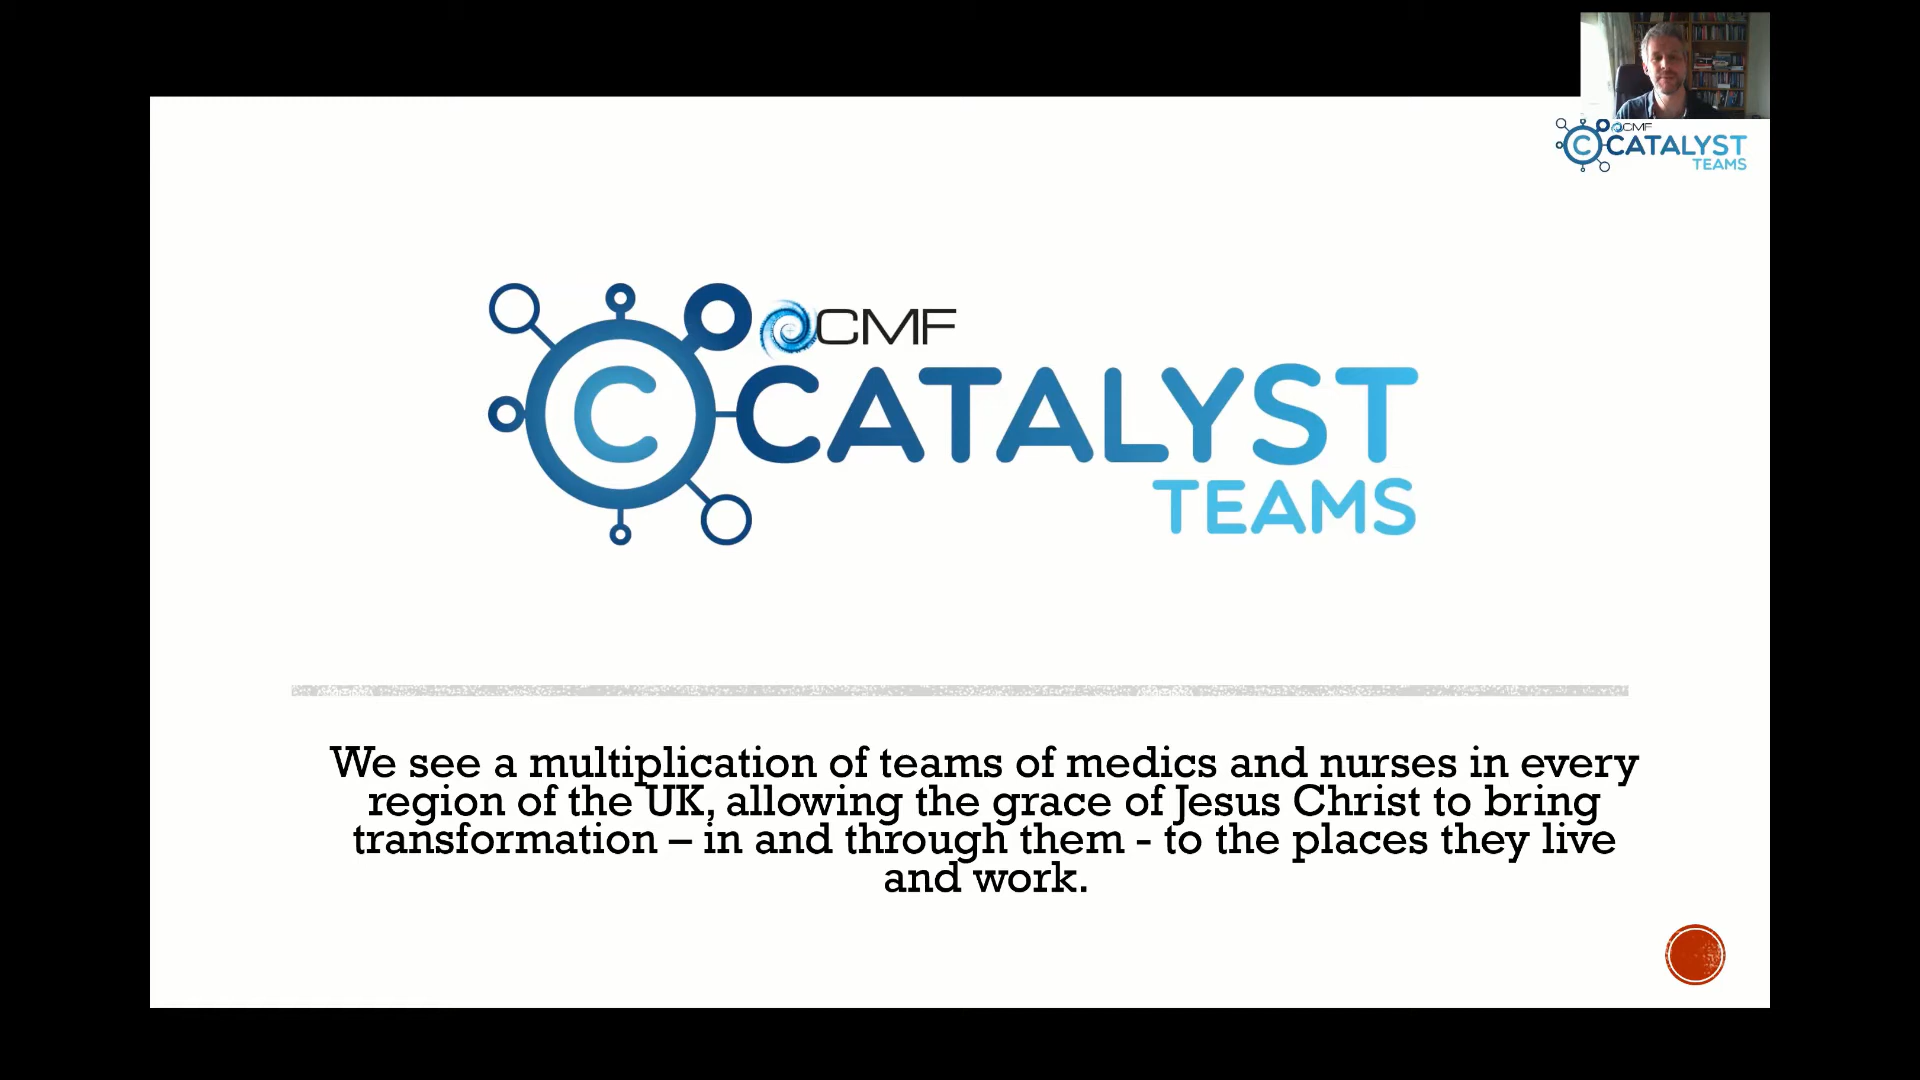 CMF
CATALYST
TEAMS
C
CMF
CATALYST
TEAMS
We see a multiplication of teams of medics and nurses in every
region of the UK, allowing the grace of Jesus Christ to bring
transformation – in and through them - to the places they live
and work.